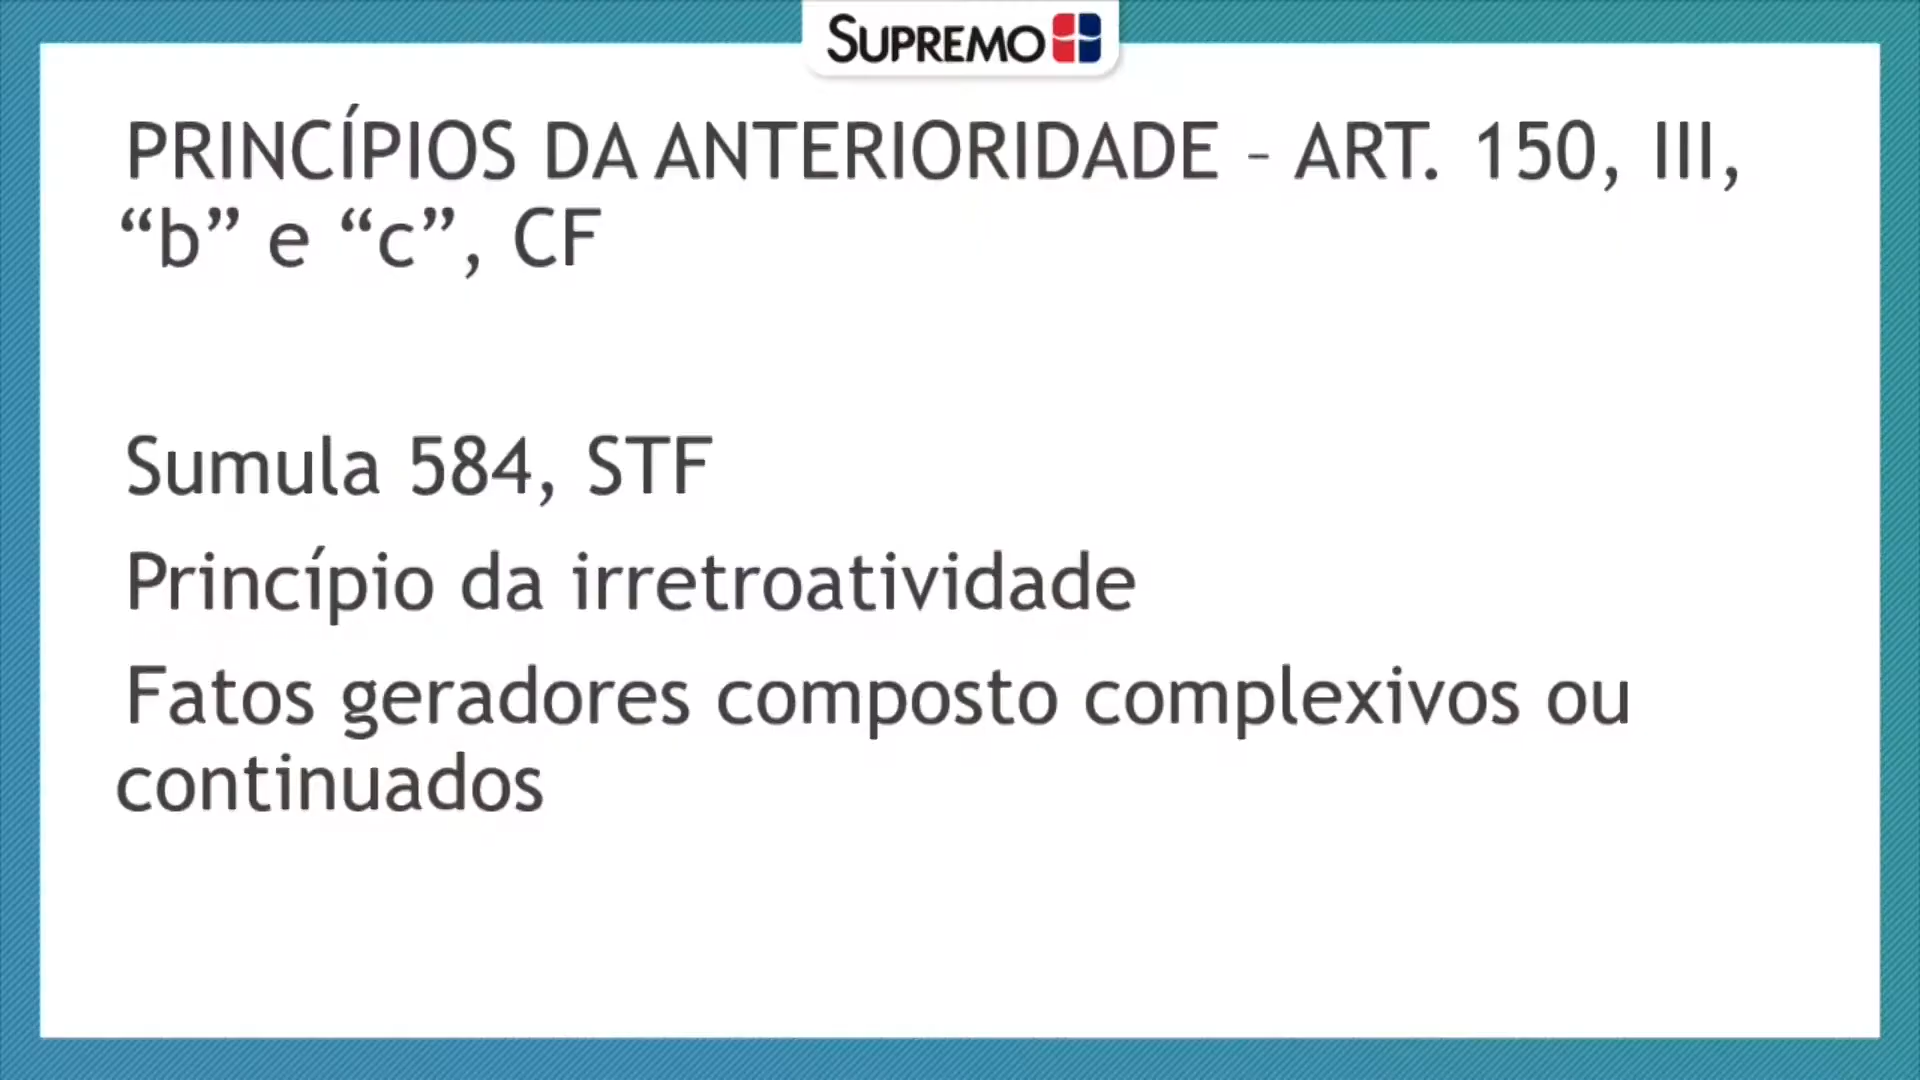 SUPREMO
PRINCÍPIOS DA ANTERIORIDADE – ART. 150, III,
“b” e “c”, CF
Sumula 584, STF
Princípio da irretroatividade
Fatos geradores composto complexivos ou
continuados